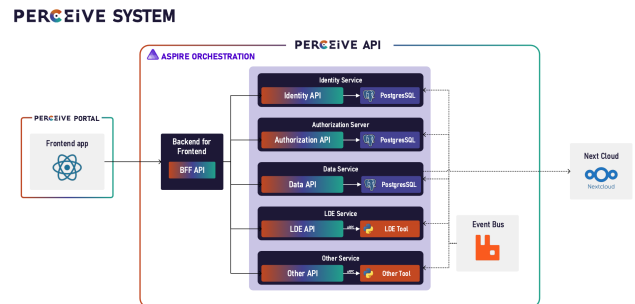 PERCEIVE SYSTEM
PERCEIVE API
ASPIRE ORCHESTRATION
PERCEIVE PORTAL
Frontend app
Backend for
Frontend
BFF API
Identity Service
Identity API
PostgreSQL
Authorization Server
Authorization API
PostgreSQL
Data Service
Data API
PostgreSQL
LDE Service
LDE API
LDE Tool
Other Service
Other API
Other Tool
Event Bus
Next Cloud
Nextcloud